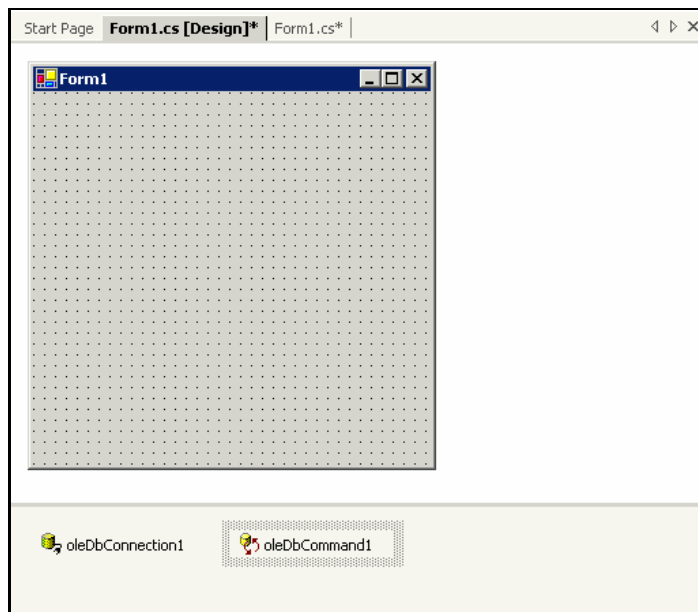 Start Page Form1.cs [Design]* Form1.cs*
Form1
oleDbConnection1 oleDbCommand1